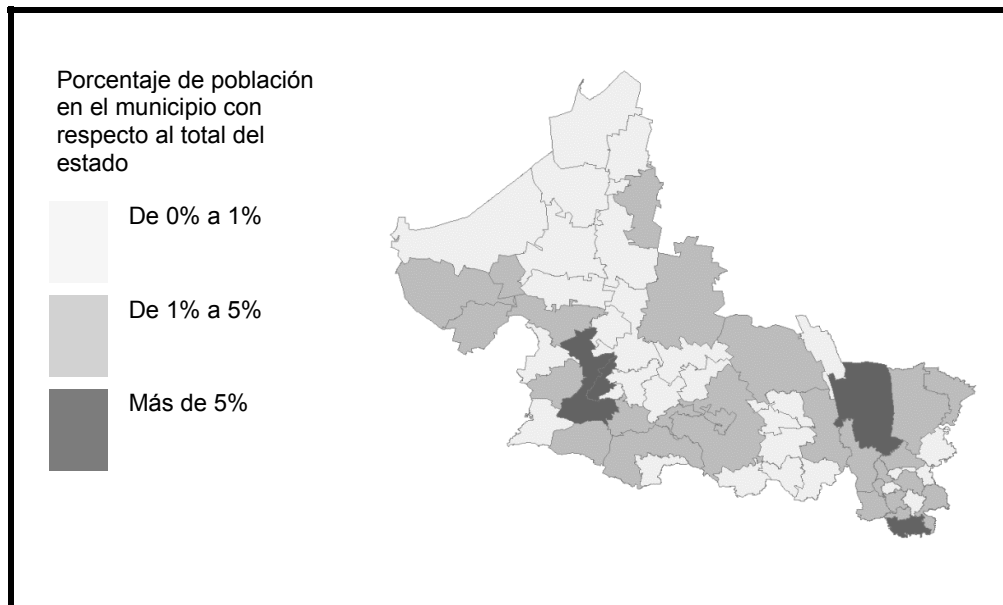 Porcentaje de población
en el municipio con
respecto al total del
estado
De 0% a 1%
De 1% a 5%
Más de 5%